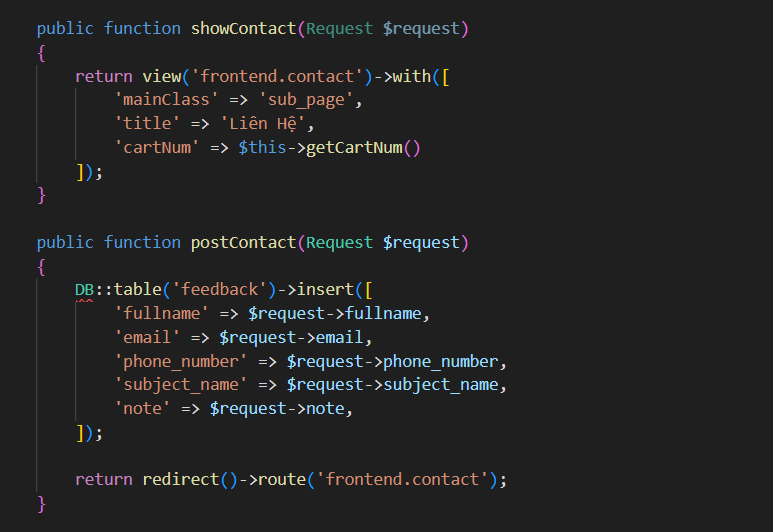 public function showContact(Request $request)
{
    return view('frontend.contact')->with([
        'mainClass' => 'sub_page',
        'title' => 'Liên Hệ',
        'cartNum' => $this->getCartNum()
    ]);
}

public function postContact(Request $request)
{
    DB::table('feedback')->insert([
        'fullname' => $request->fullname,
        'email' => $request->email,
        'phone_number' => $request->phone_number,
        'subject_name' => $request->subject_name,
        'note' => $request->note,
    ]);

    return redirect()->route('frontend.contact');
}